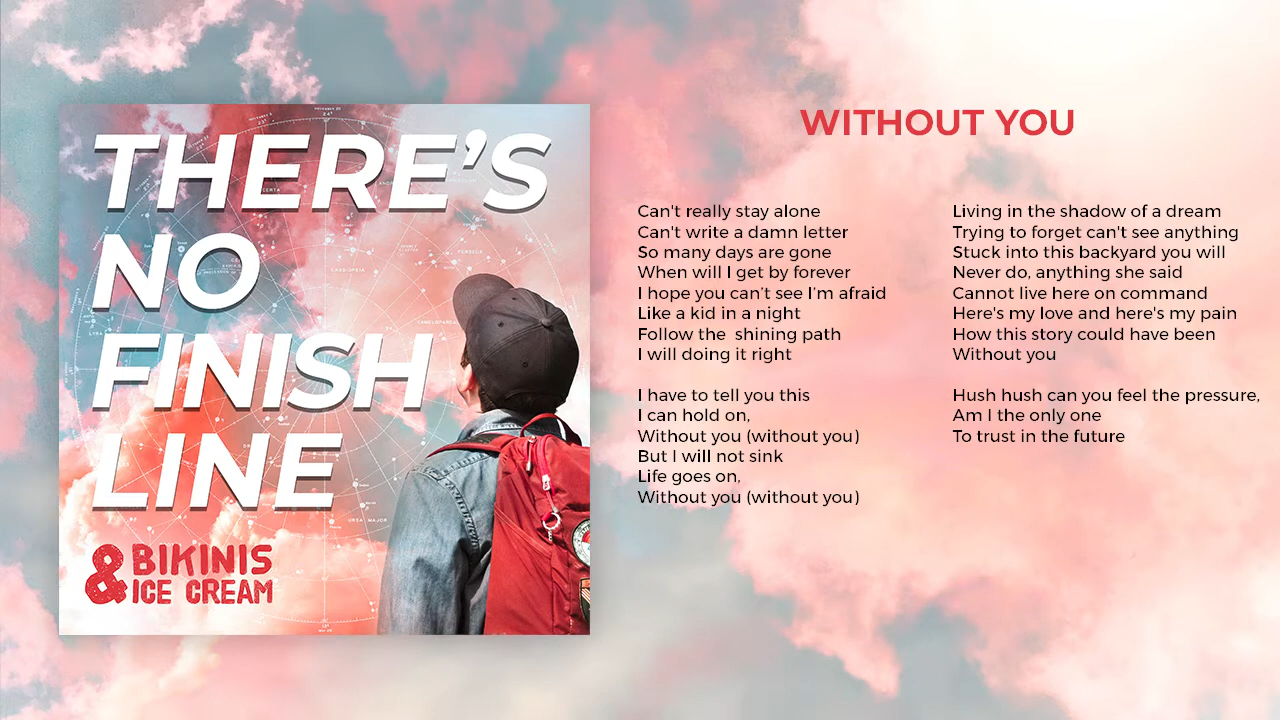 THERE'S
NO
FINISH
LINE
& BIKINIS
ICE CREAM
CASSIOPEIA
PERSEUS
LYRA
URSA MAJOR
WITHOUT YOU
Can't really stay alone
Can't write a damn letter
So many days are gone
When will I get by forever
I hope you can’t see I’m afraid
Like a kid in a night
Follow the  shining path
I will doing it right
I have to tell you this
I can hold on,
Without you (without you)
But I will not sink
Life goes on,
Without you (without you)
Living in the shadow of a dream
Trying to forget can't see anything
Stuck into this backyard you will
Never do, anything she said
Cannot live here on command
Here's my love and here's my pain
How this story could have been
Without you
Hush hush can you feel the pressure,
Am I the only one
To trust in the future